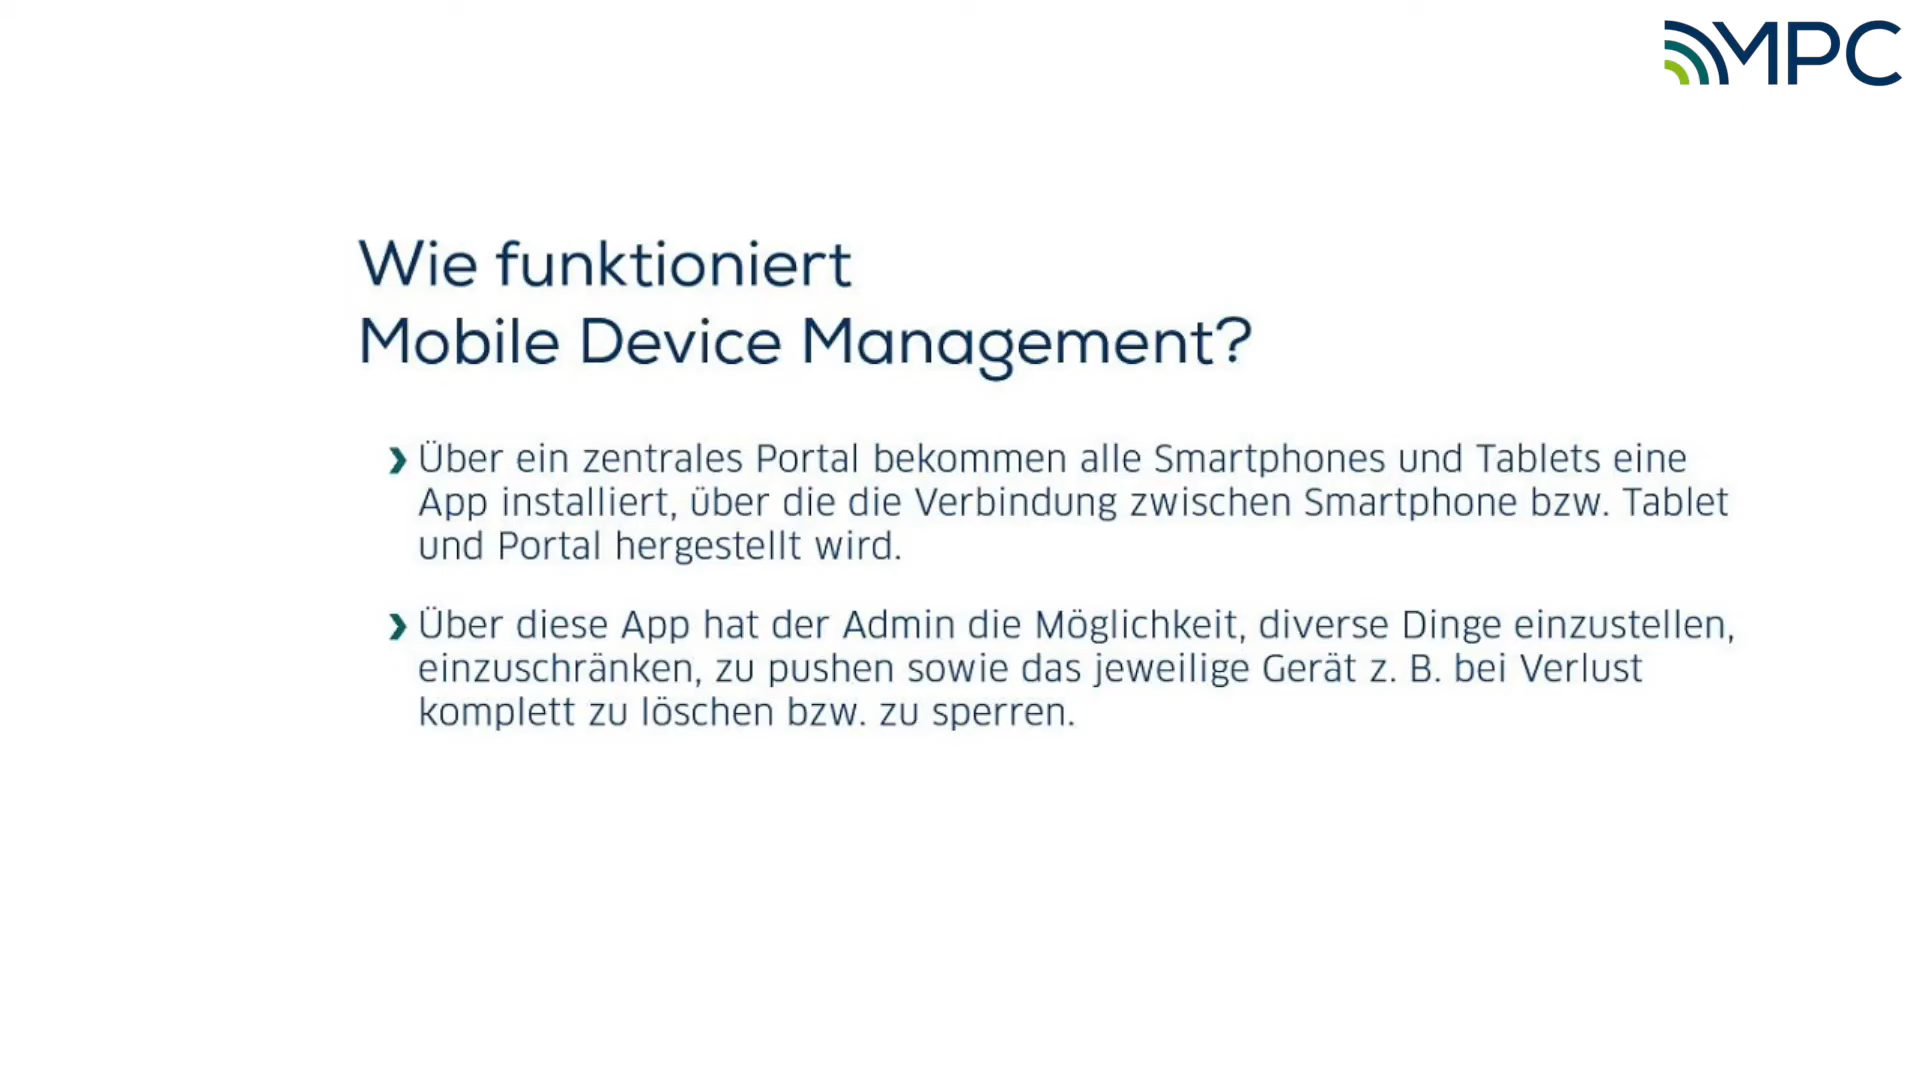 MPC
Wie funktioniert
Mobile Device Management?
❯ Über ein zentrales Portal bekommen alle Smartphones und Tablets eine
App installiert, über die die Verbindung zwischen Smartphone bzw. Tablet
und Portal hergestellt wird.
❯ Über diese App hat der Admin die Möglichkeit, diverse Dinge einzustellen,
einzuschränken, zu pushen sowie das jeweilige Gerät z. B. bei Verlust
komplett zu löschen bzw. zu sperren.